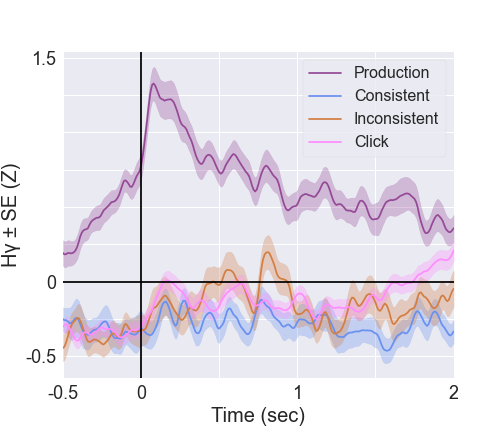 1.5
Production
Consistent
Inconsistent
Click
Hγ ± SE (Z)
0
-0.5
-0.5 0 1 2
Time (sec)